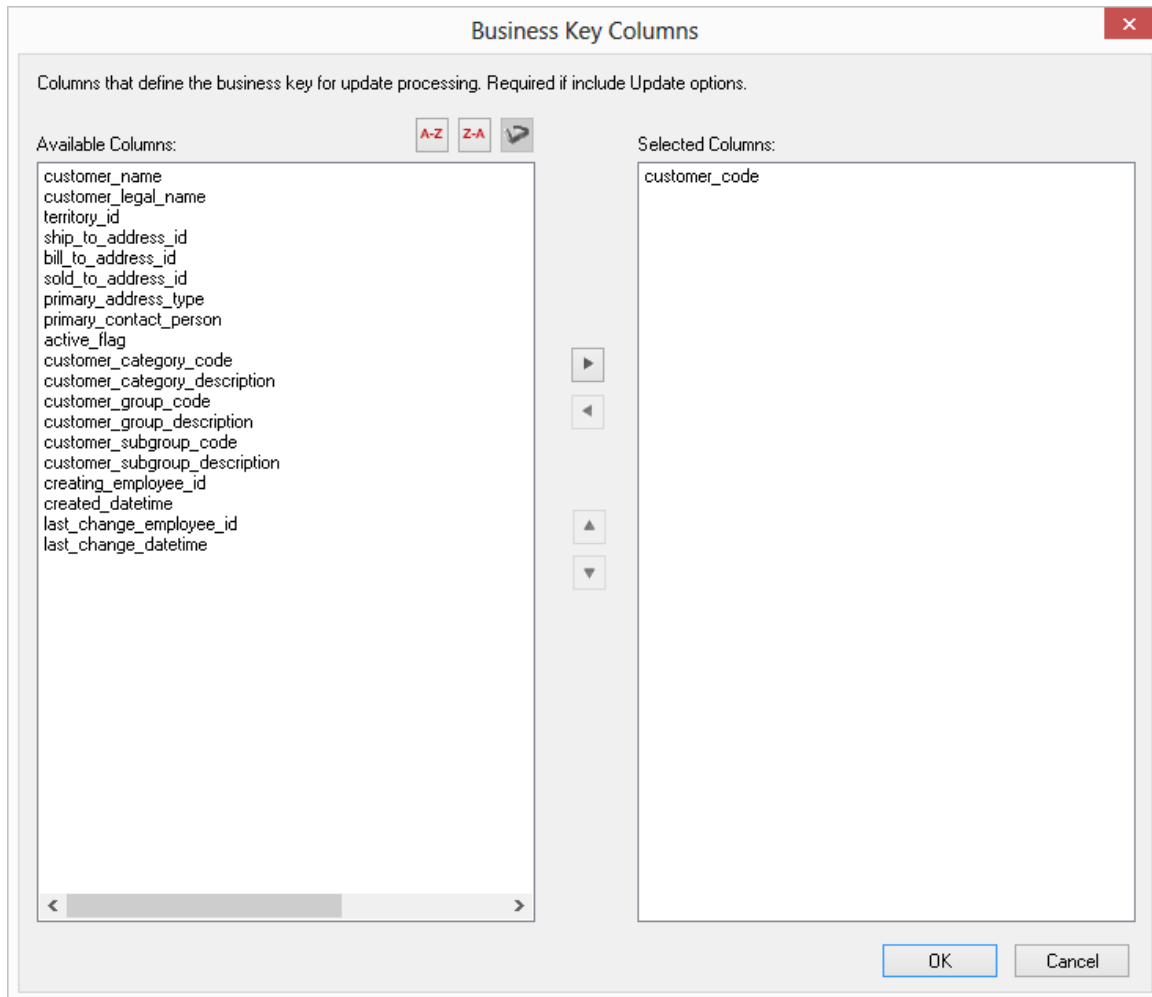 Business Key Columns
Columns that define the business key for update processing. Required if include Update options.
Available Columns:
A-Z
Z-A
customer_name
customer_legal_name
territory_id
ship_to_address_id
bill_to_address_id
sold_to_address_id
primary_address_type
primary_contact_person
active_flag
customer_category_code
customer_category_description
customer_group_code
customer_group_description
customer_subgroup_code
customer_subgroup_description
creating_employee_id
created_datetime
last_change_employee_id
last_change_datetime
Selected Columns:
customer_code
OK
Cancel